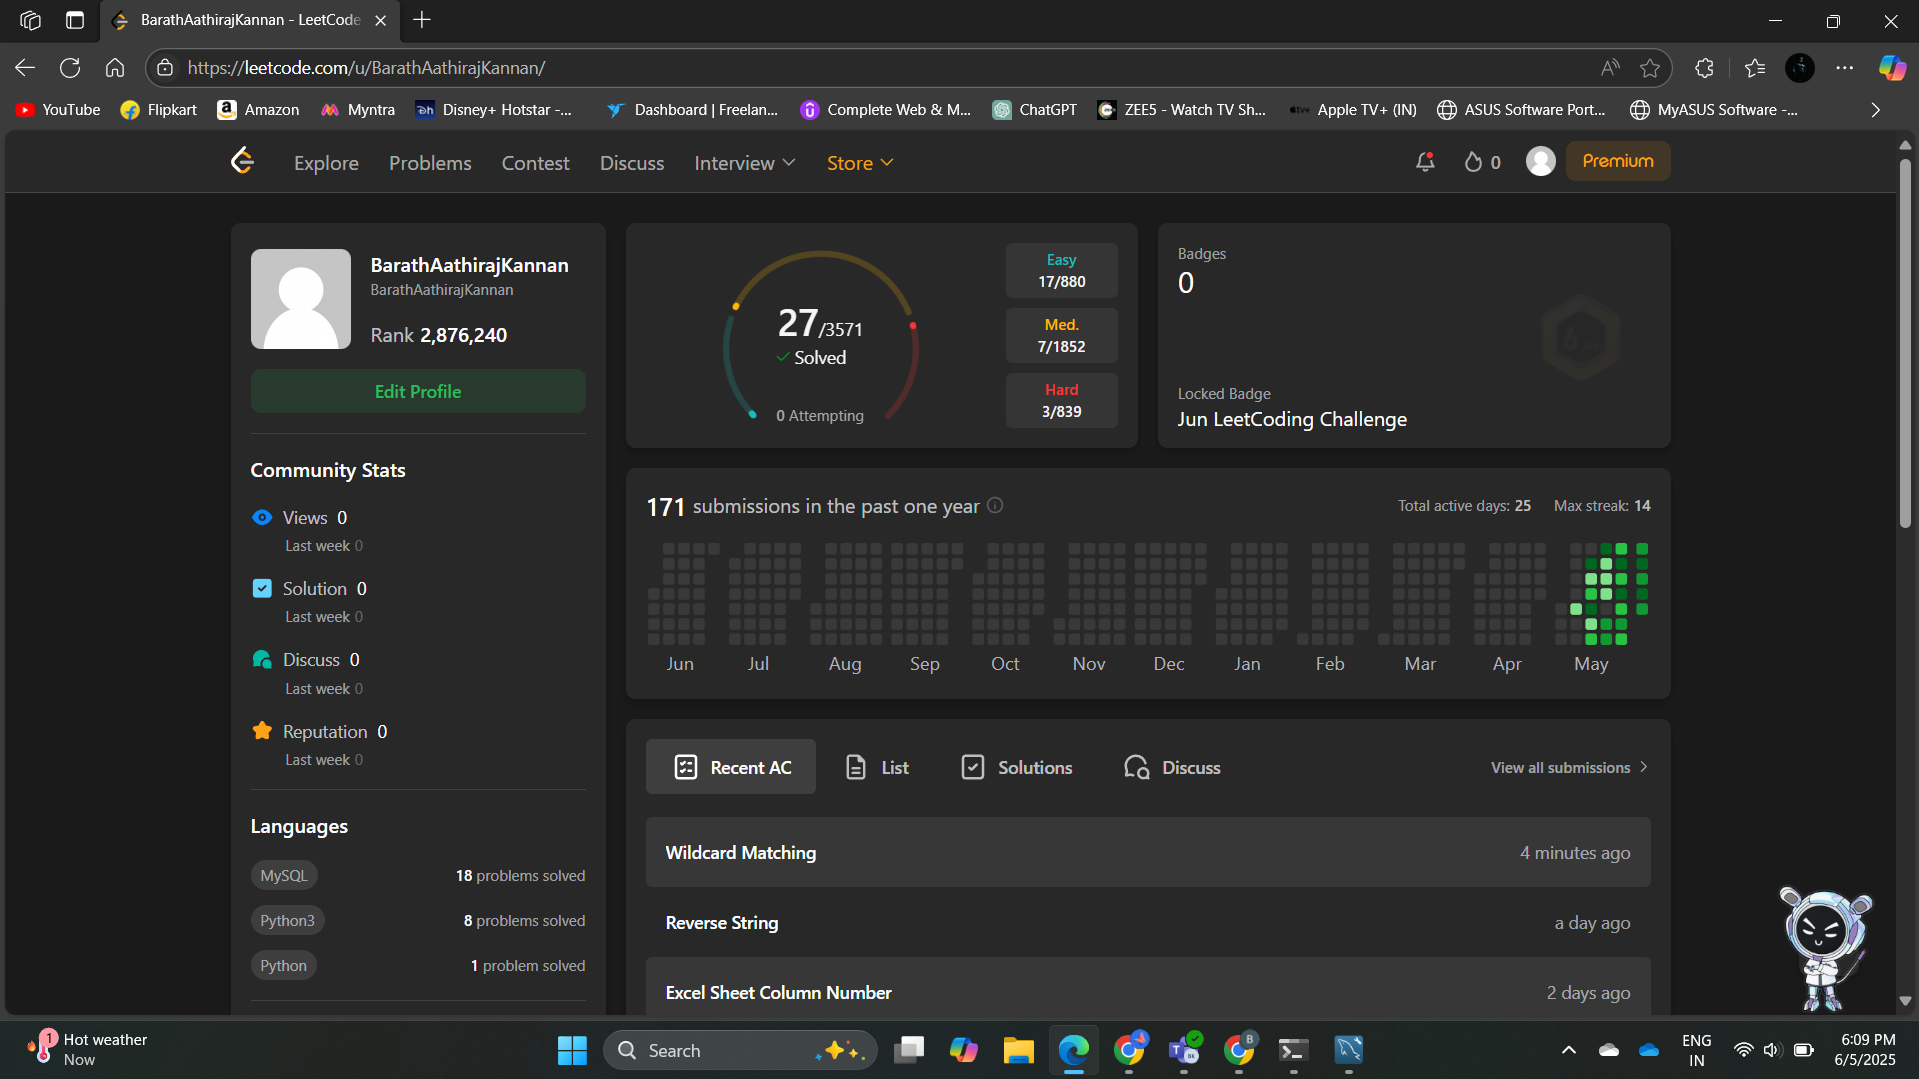 BarathAathirajKannan - LeetCode
https://leetcode.com/u/BarathAathirajKannan/
YouTube Flipkart Amazon Myntra Disney+ Hotstar -... Dashboard | Freelan... Complete Web & M... ChatGPT ZEE5 - Watch TV Sh... Apple TV+ (IN) ASUS Software Port... MyASUS Software -...
Explore Problems Contest Discuss Interview Store 0 Premium
BarathAathirajKannan
BarathAathirajKannan
Rank 2,876,240
Edit Profile
Community Stats
Views 0
Last week 0
Solution 0
Last week 0
Discuss 0
Last week 0
Reputation 0
Last week 0
Languages
MySQL 18 problems solved
Python3 8 problems solved
Python 1 problem solved
27/3571
Solved
0 Attempting
Easy
17/880
Med.
7/1852
Hard
3/839
Badges
0
Locked Badge
Jun LeetCoding Challenge
171 submissions in the past one year Total active days: 25 Max streak: 14
Jun Jul Aug Sep Oct Nov Dec Jan Feb Mar Apr May
Recent AC List Solutions Discuss View all submissions
Wildcard Matching 4 minutes ago
Reverse String a day ago
Excel Sheet Column Number 2 days ago
1 Hot weather
Now
Search
ENG
IN
6:09 PM
6/5/2025